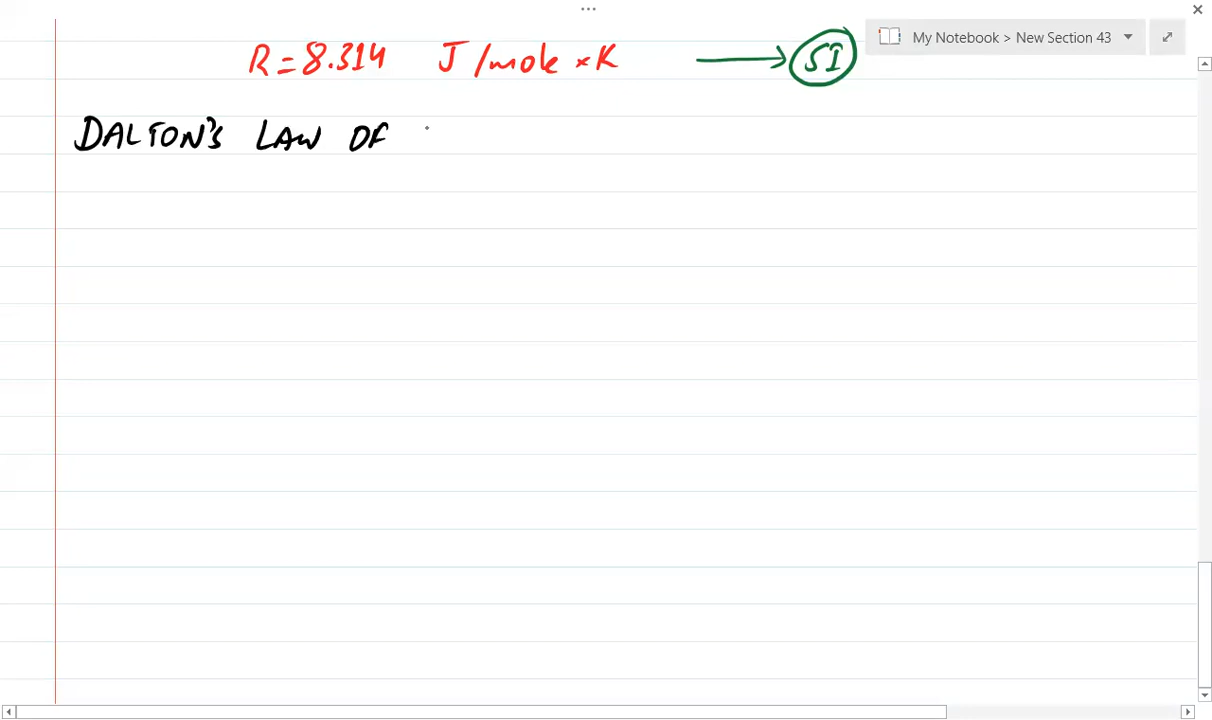 R = 8.314 J/mole × K → SI
My Notebook > New Section 43
DALTON'S LAW OF